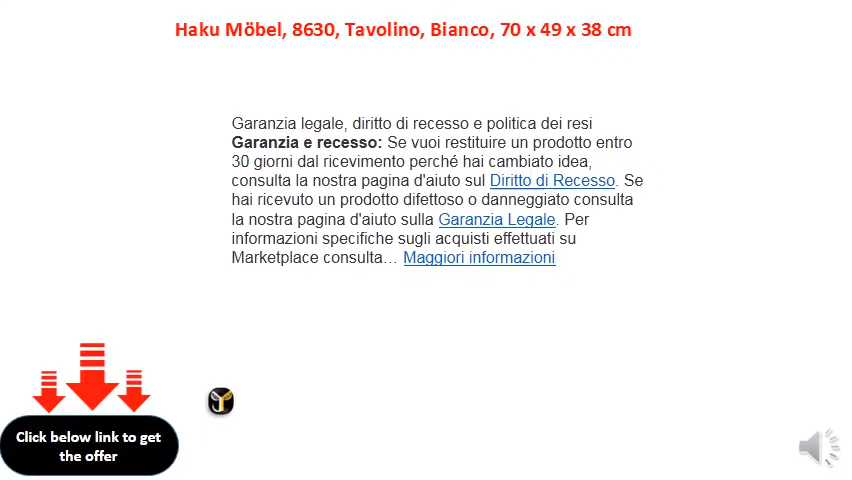 Haku Möbel, 8630, Tavolino, Bianco, 70 x 49 x 38 cm
Garanzia legale, diritto di recesso e politica dei resi
Garanzia e recesso: Se vuoi restituire un prodotto entro
30 giorni dal ricevimento perché hai cambiato idea,
consulta la nostra pagina d'aiuto sul Diritto di Recesso. Se
hai ricevuto un prodotto difettoso o danneggiato consulta
la nostra pagina d'aiuto sulla Garanzia Legale. Per
informazioni specifiche sugli acquisti effettuati su
Marketplace consulta… Maggiori informazioni
Click below link to get
the offer